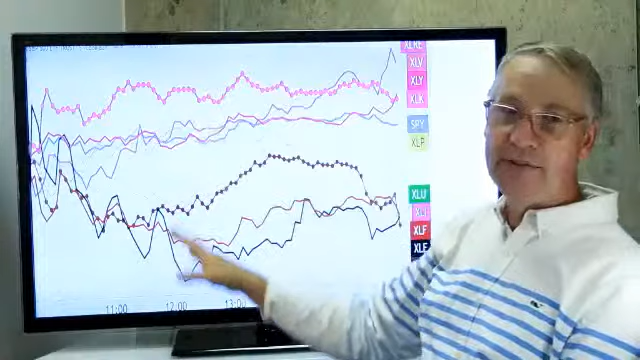 XLRE
XLV
XLY
XLK
SPY
XLP
XLU
XLI
XLF
XLE
11:00
12:00
13:00